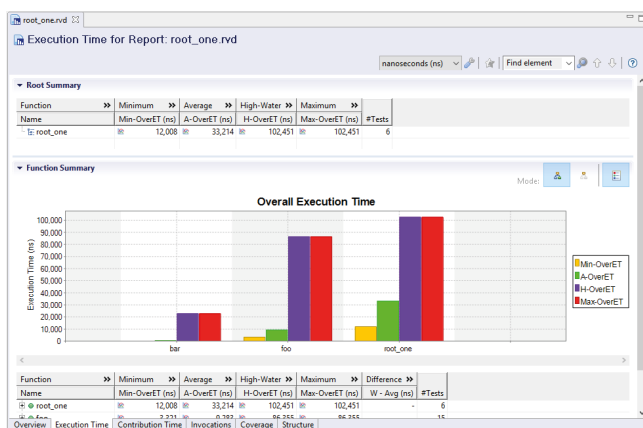 root_one.rvd
Execution Time for Report: root_one.rvd
nanoseconds (ns) Find element
Root Summary
Function >> Minimum >> Average >> High-Water >> Maximum >>
Name Min-OverET (ns) A-OverET (ns) H-OverET (ns) Max-OverET (ns) #Tests
root_one 12,008 33,214 102,451 102,451 6
Function Summary
Mode:
Overall Execution Time
Execution Time (ns)
100,000
90,000
80,000
70,000
60,000
50,000
40,000
30,000
20,000
10,000
0
bar foo root_one
Min-OverET
A-OverET
H-OverET
Max-OverET
Function >> Minimum >> Average >> High-Water >> Maximum >> Difference >>
Name Min-OverET (ns) A-OverET (ns) H-OverET (ns) Max-OverET (ns) W - Avg (ns) #Tests
root_one 12,008 33,214 102,451 102,451 - 6
Overview Execution Time Contribution Time Invocations Coverage Structure